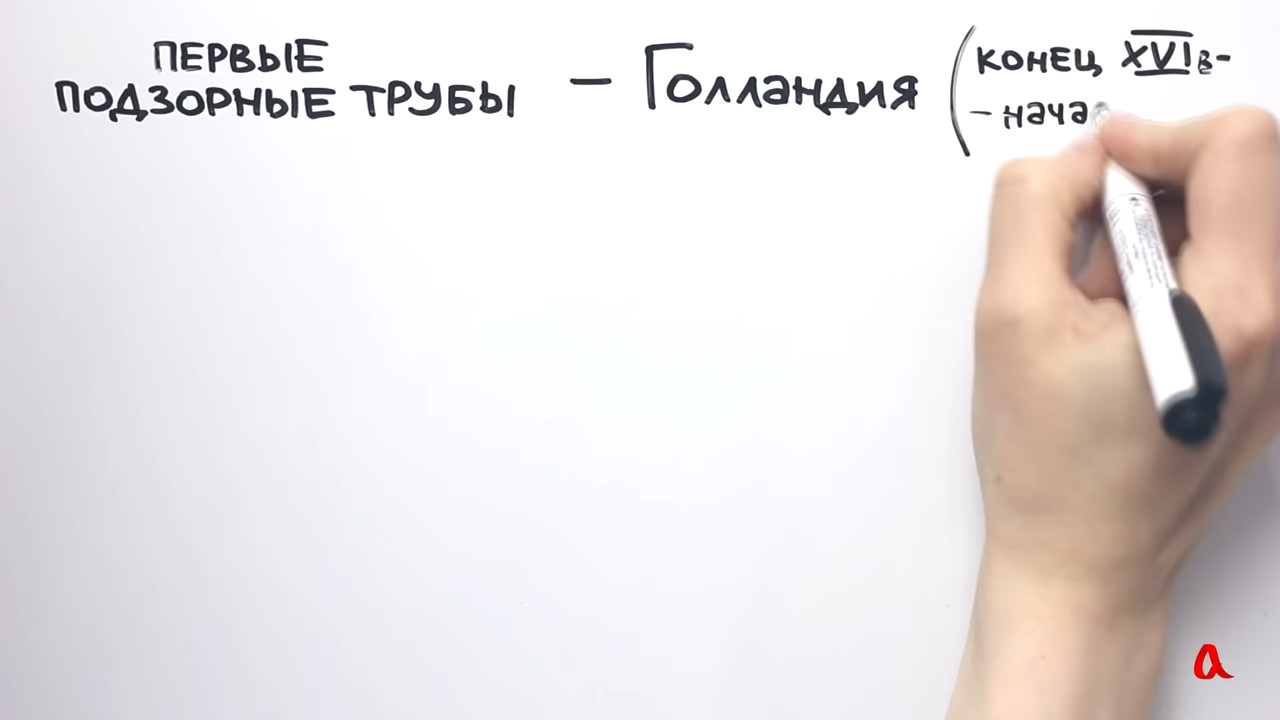 ПЕРВЫЕ
ПОДЗОРНЫЕ ТРУБЫ – Голландия (конец XVI в-
- нача
a